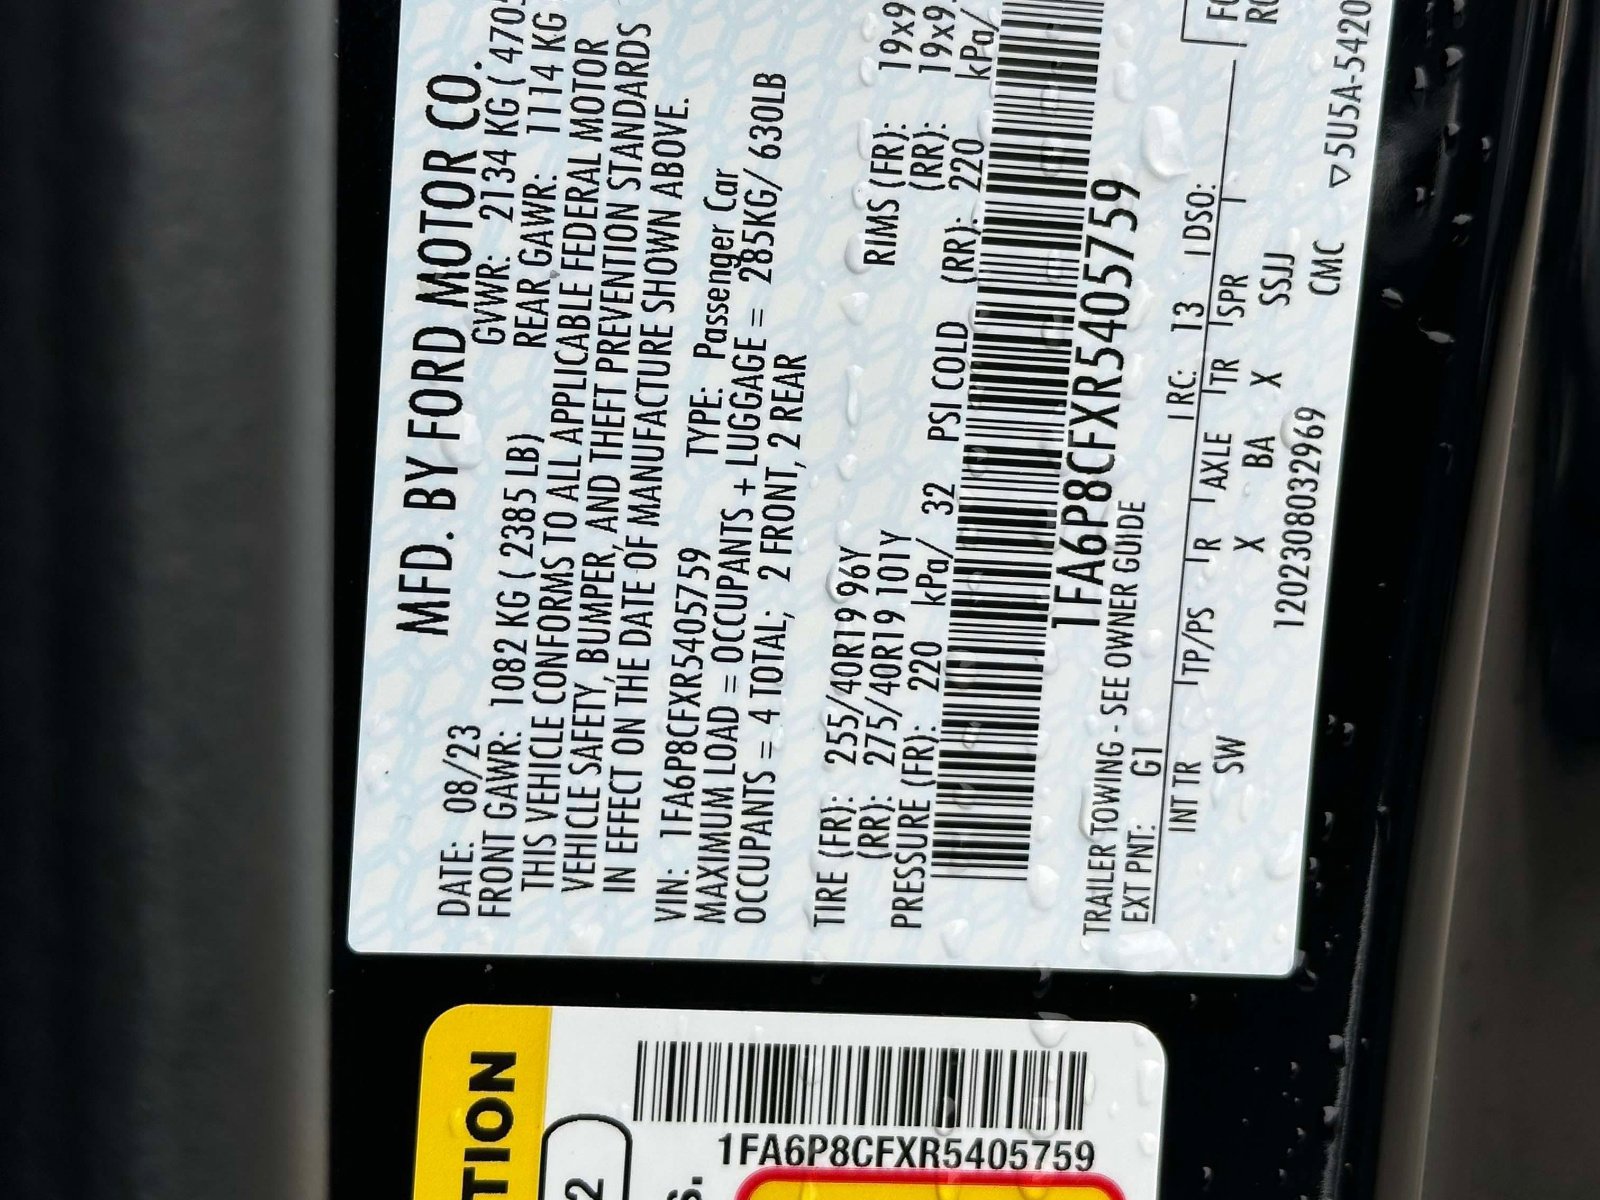 MFD. BY FORD MOTOR CO.
DATE: 08/23 GVWR: 2134 KG ( 4705
FRONT GAWR: 1082 KG ( 2385 LB) REAR GAWR: 1114 KG
THIS VEHICLE CONFORMS TO ALL APPLICABLE FEDERAL MOTOR
VEHICLE SAFETY, BUMPER, AND THEFT PREVENTION STANDARDS
IN EFFECT ON THE DATE OF MANUFACTURE SHOWN ABOVE.
VIN: 1FA6P8CFXR5405759 TYPE: Passenger Car
MAXIMUM LOAD = OCCUPANTS + LUGGAGE = 285KG/ 630LB
OCCUPANTS = 4 TOTAL; 2 FRONT, 2 REAR
TIRE (FR): 255/40R19 96Y RIMS (FR): 19x9
(RR): 275/40R19 101Y (RR): 19x9.
PRESSURE (FR): 220 kPa/ 32 PSI COLD (RR): 220 kPa/
1FA6P8CFXR5405759
TRAILER TOWING - SEE OWNER GUIDE
EXT PNT: G1 RC: 13 DSO:
INT TR TP/PS R AXLE TR SPR
SW X BA X SSJJ
1202308032969 CMC ▽5U5A-5420
TION
2
S.
1FA6P8CFXR5405759